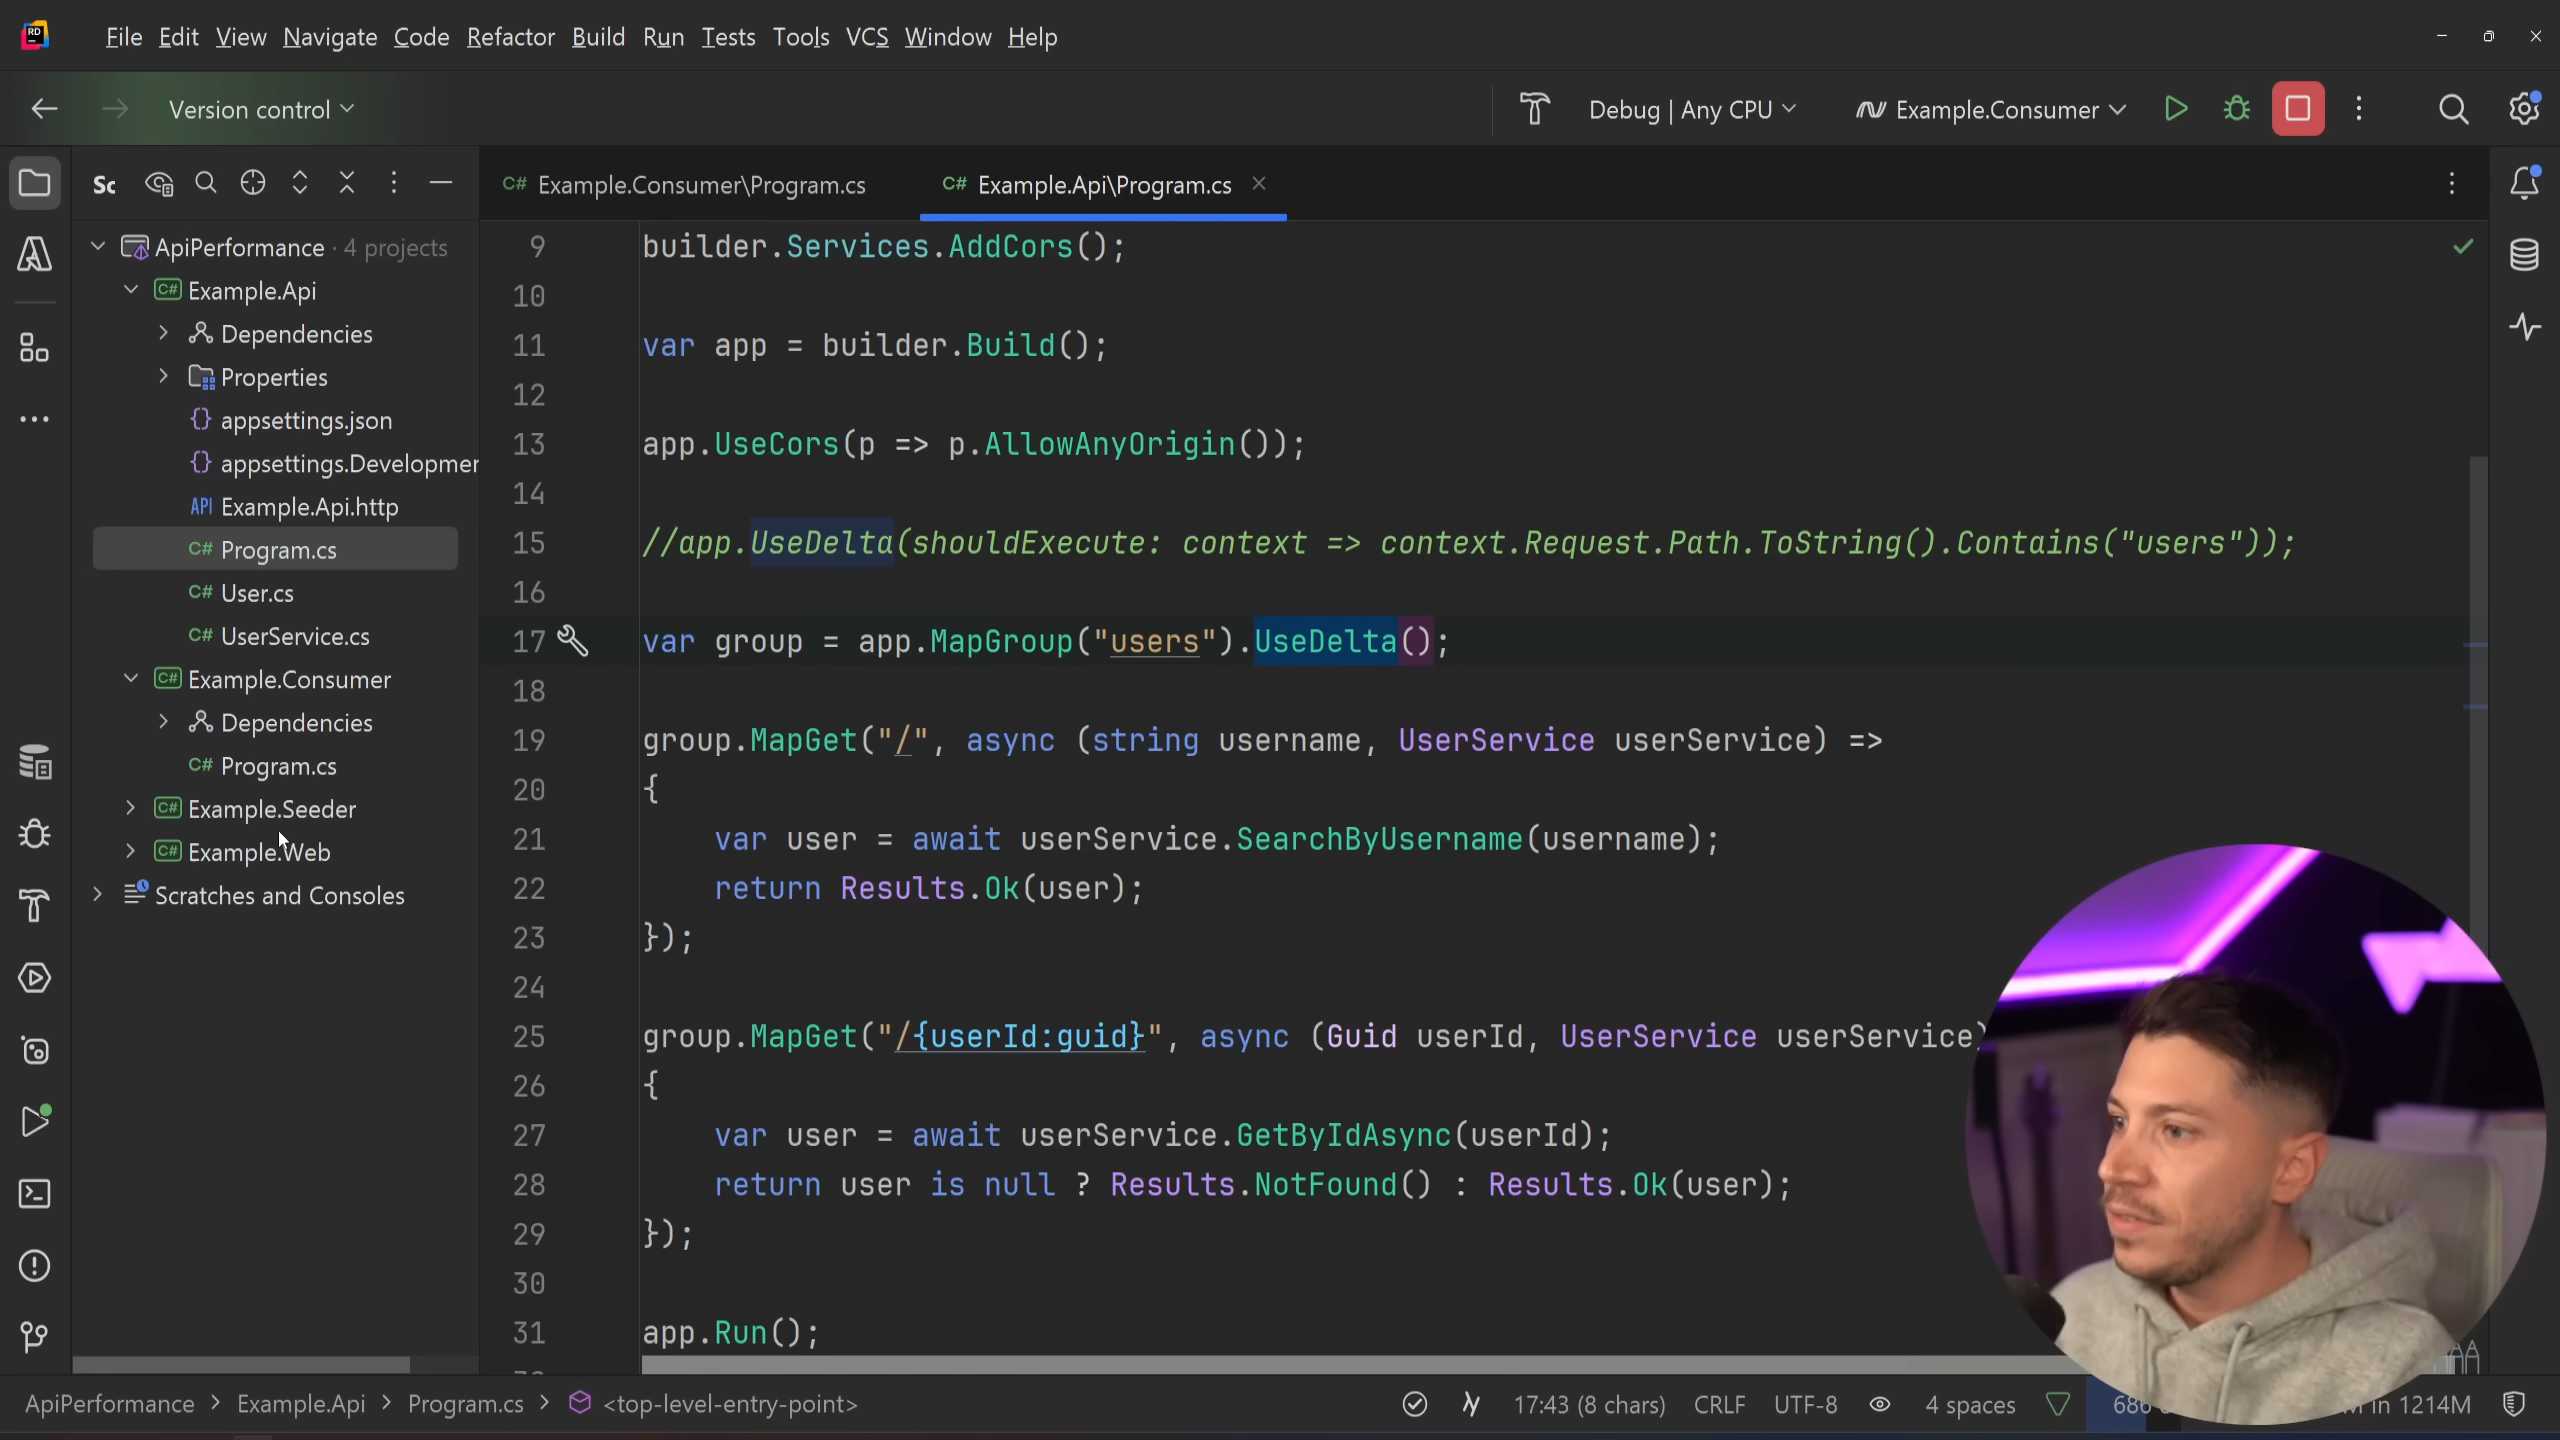 RD
File Edit View Navigate Code Refactor Build Run Tests Tools VCS Window Help
Version control
Debug | Any CPU
Example.Consumer
Sc
ApiPerformance · 4 projects
C# Example.Api
Dependencies
Properties
{} appsettings.json
{} appsettings.Developmen
API Example.Api.http
C# Program.cs
C# User.cs
C# UserService.cs
C# Example.Consumer
Dependencies
C# Program.cs
C# Example.Seeder
C# Example.Web
Scratches and Consoles
C# Example.Consumer\Program.cs
C# Example.Api\Program.cs
9 builder.Services.AddCors();
10
11 var app = builder.Build();
12
13 app.UseCors(p => p.AllowAnyOrigin());
14
15 //app.UseDelta(shouldExecute: context => context.Request.Path.ToString().Contains("users"));
16
17 var group = app.MapGroup("users").UseDelta();
18
19 group.MapGet("/", async (string username, UserService userService) =>
20 {
21 var user = await userService.SearchByUsername(username);
22 return Results.Ok(user);
23 });
24
25 group.MapGet("/{userId:guid}", async (Guid userId, UserService userService)
26 {
27 var user = await userService.GetByIdAsync(userId);
28 return user is null ? Results.NotFound() : Results.Ok(user);
29 });
30
31 app.Run();
ApiPerformance > Example.Api > Program.cs > <top-level-entry-point>
17:43 (8 chars) CRLF UTF-8 4 spaces 686 in 1214M